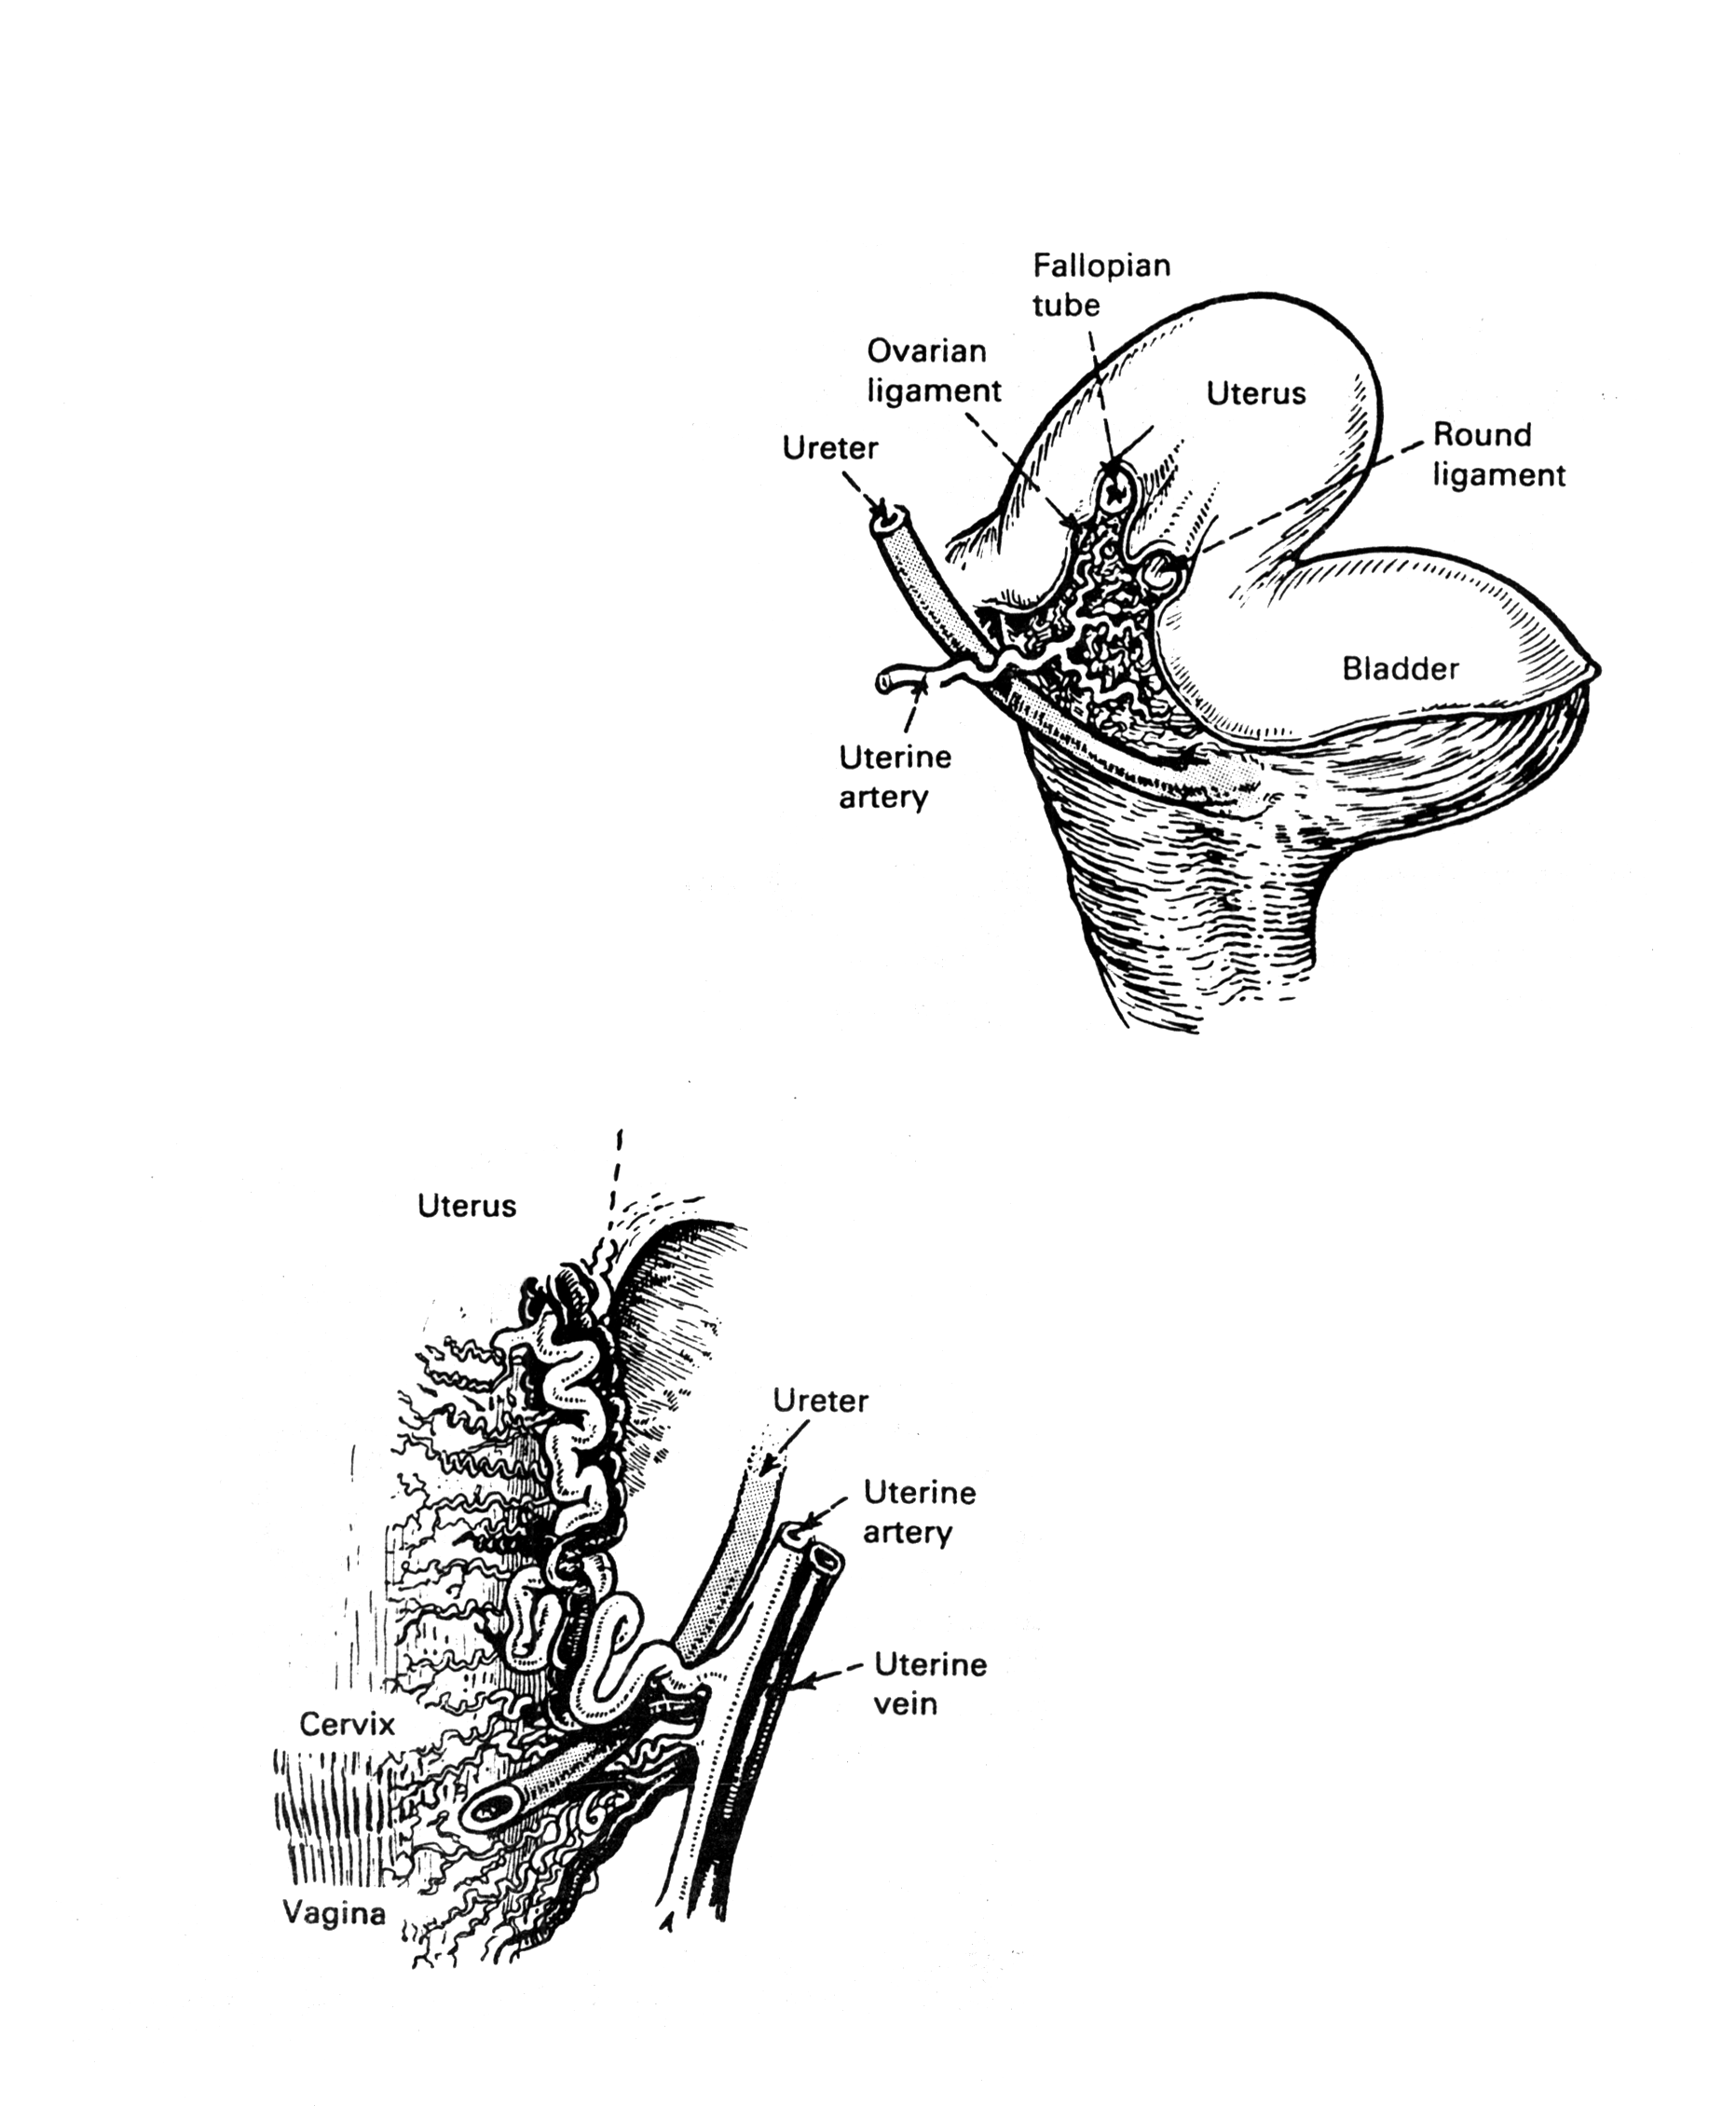 Fallopian
tube
Ovarian
ligament
Uterus
Ureter
Round
ligament
Bladder
Uterine
artery
Uterus
Ureter
Uterine
artery
Uterine
vein
Cervix
Vagina